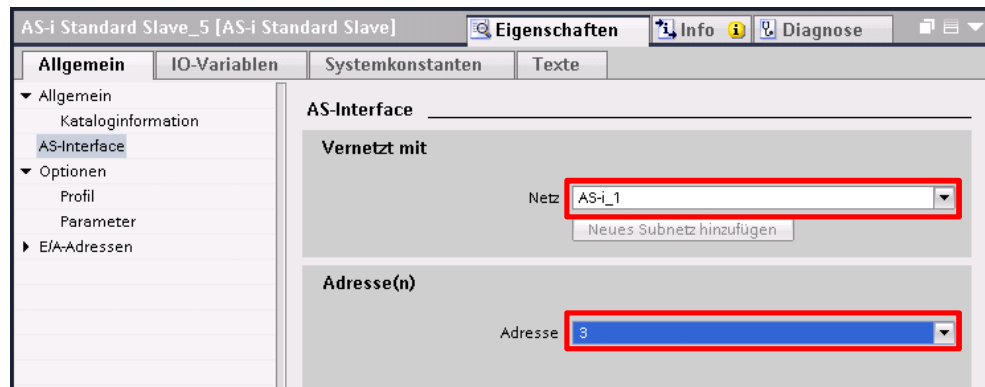 AS-i Standard Slave_5 [AS-i Standard Slave]
Eigenschaften
Info
Diagnose
Allgemein
IO-Variablen
Systemkonstanten
Texte
Allgemein
Kataloginformation
AS-Interface
Optionen
Profil
Parameter
E/A-Adressen
AS-Interface
Vernetzt mit
Netz AS-i_1
Neues Subnetz hinzufügen
Adresse(n)
Adresse 3